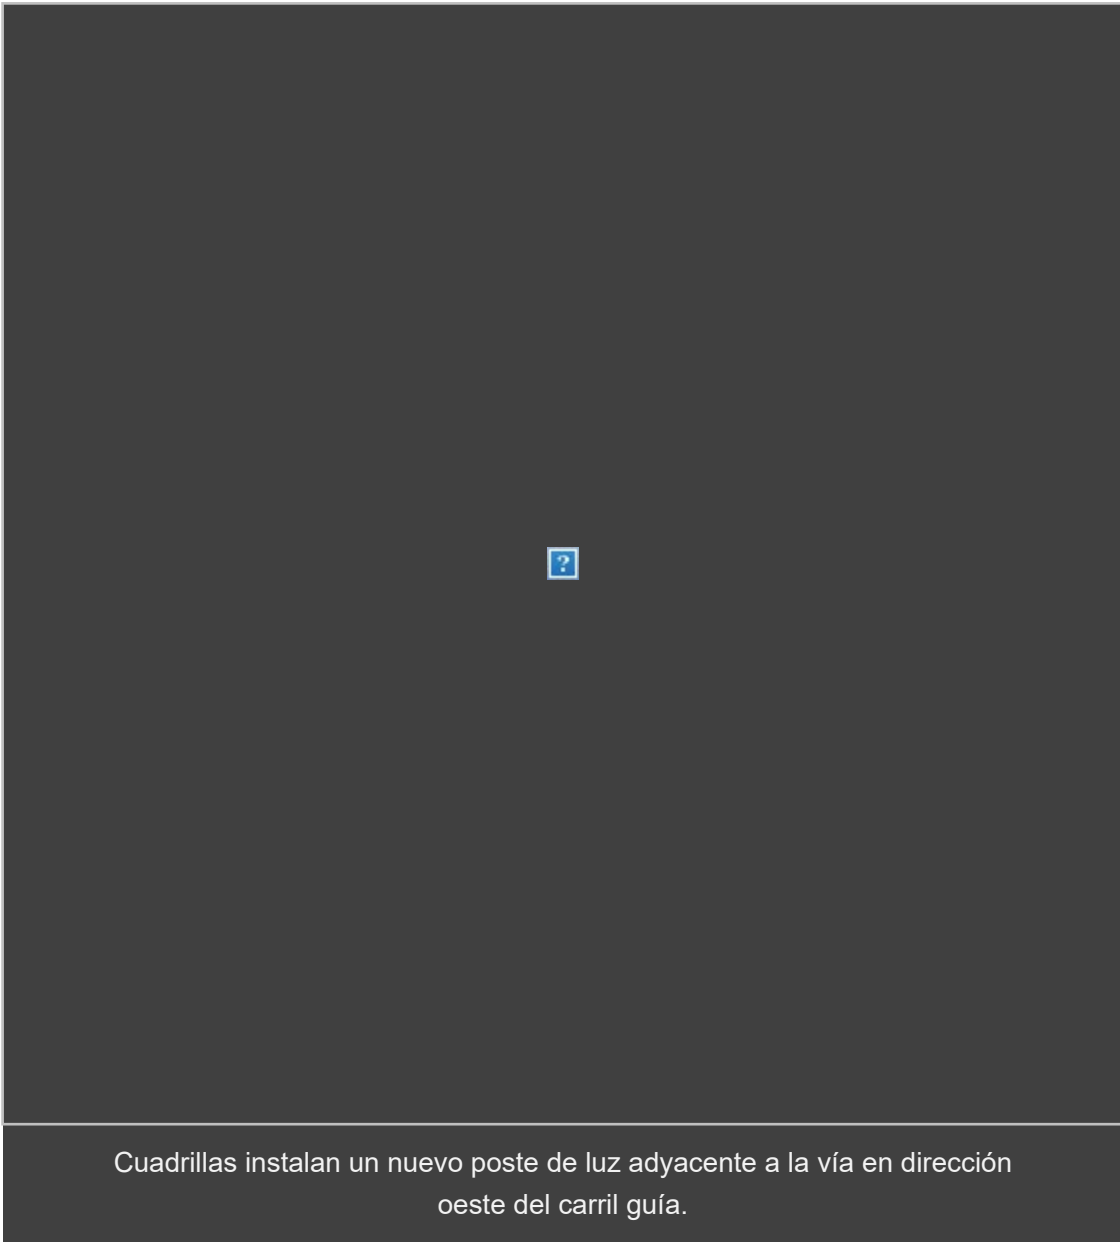 ?
Cuadrillas instalan un nuevo poste de luz adyacente a la vía en dirección
oeste del carril guía.